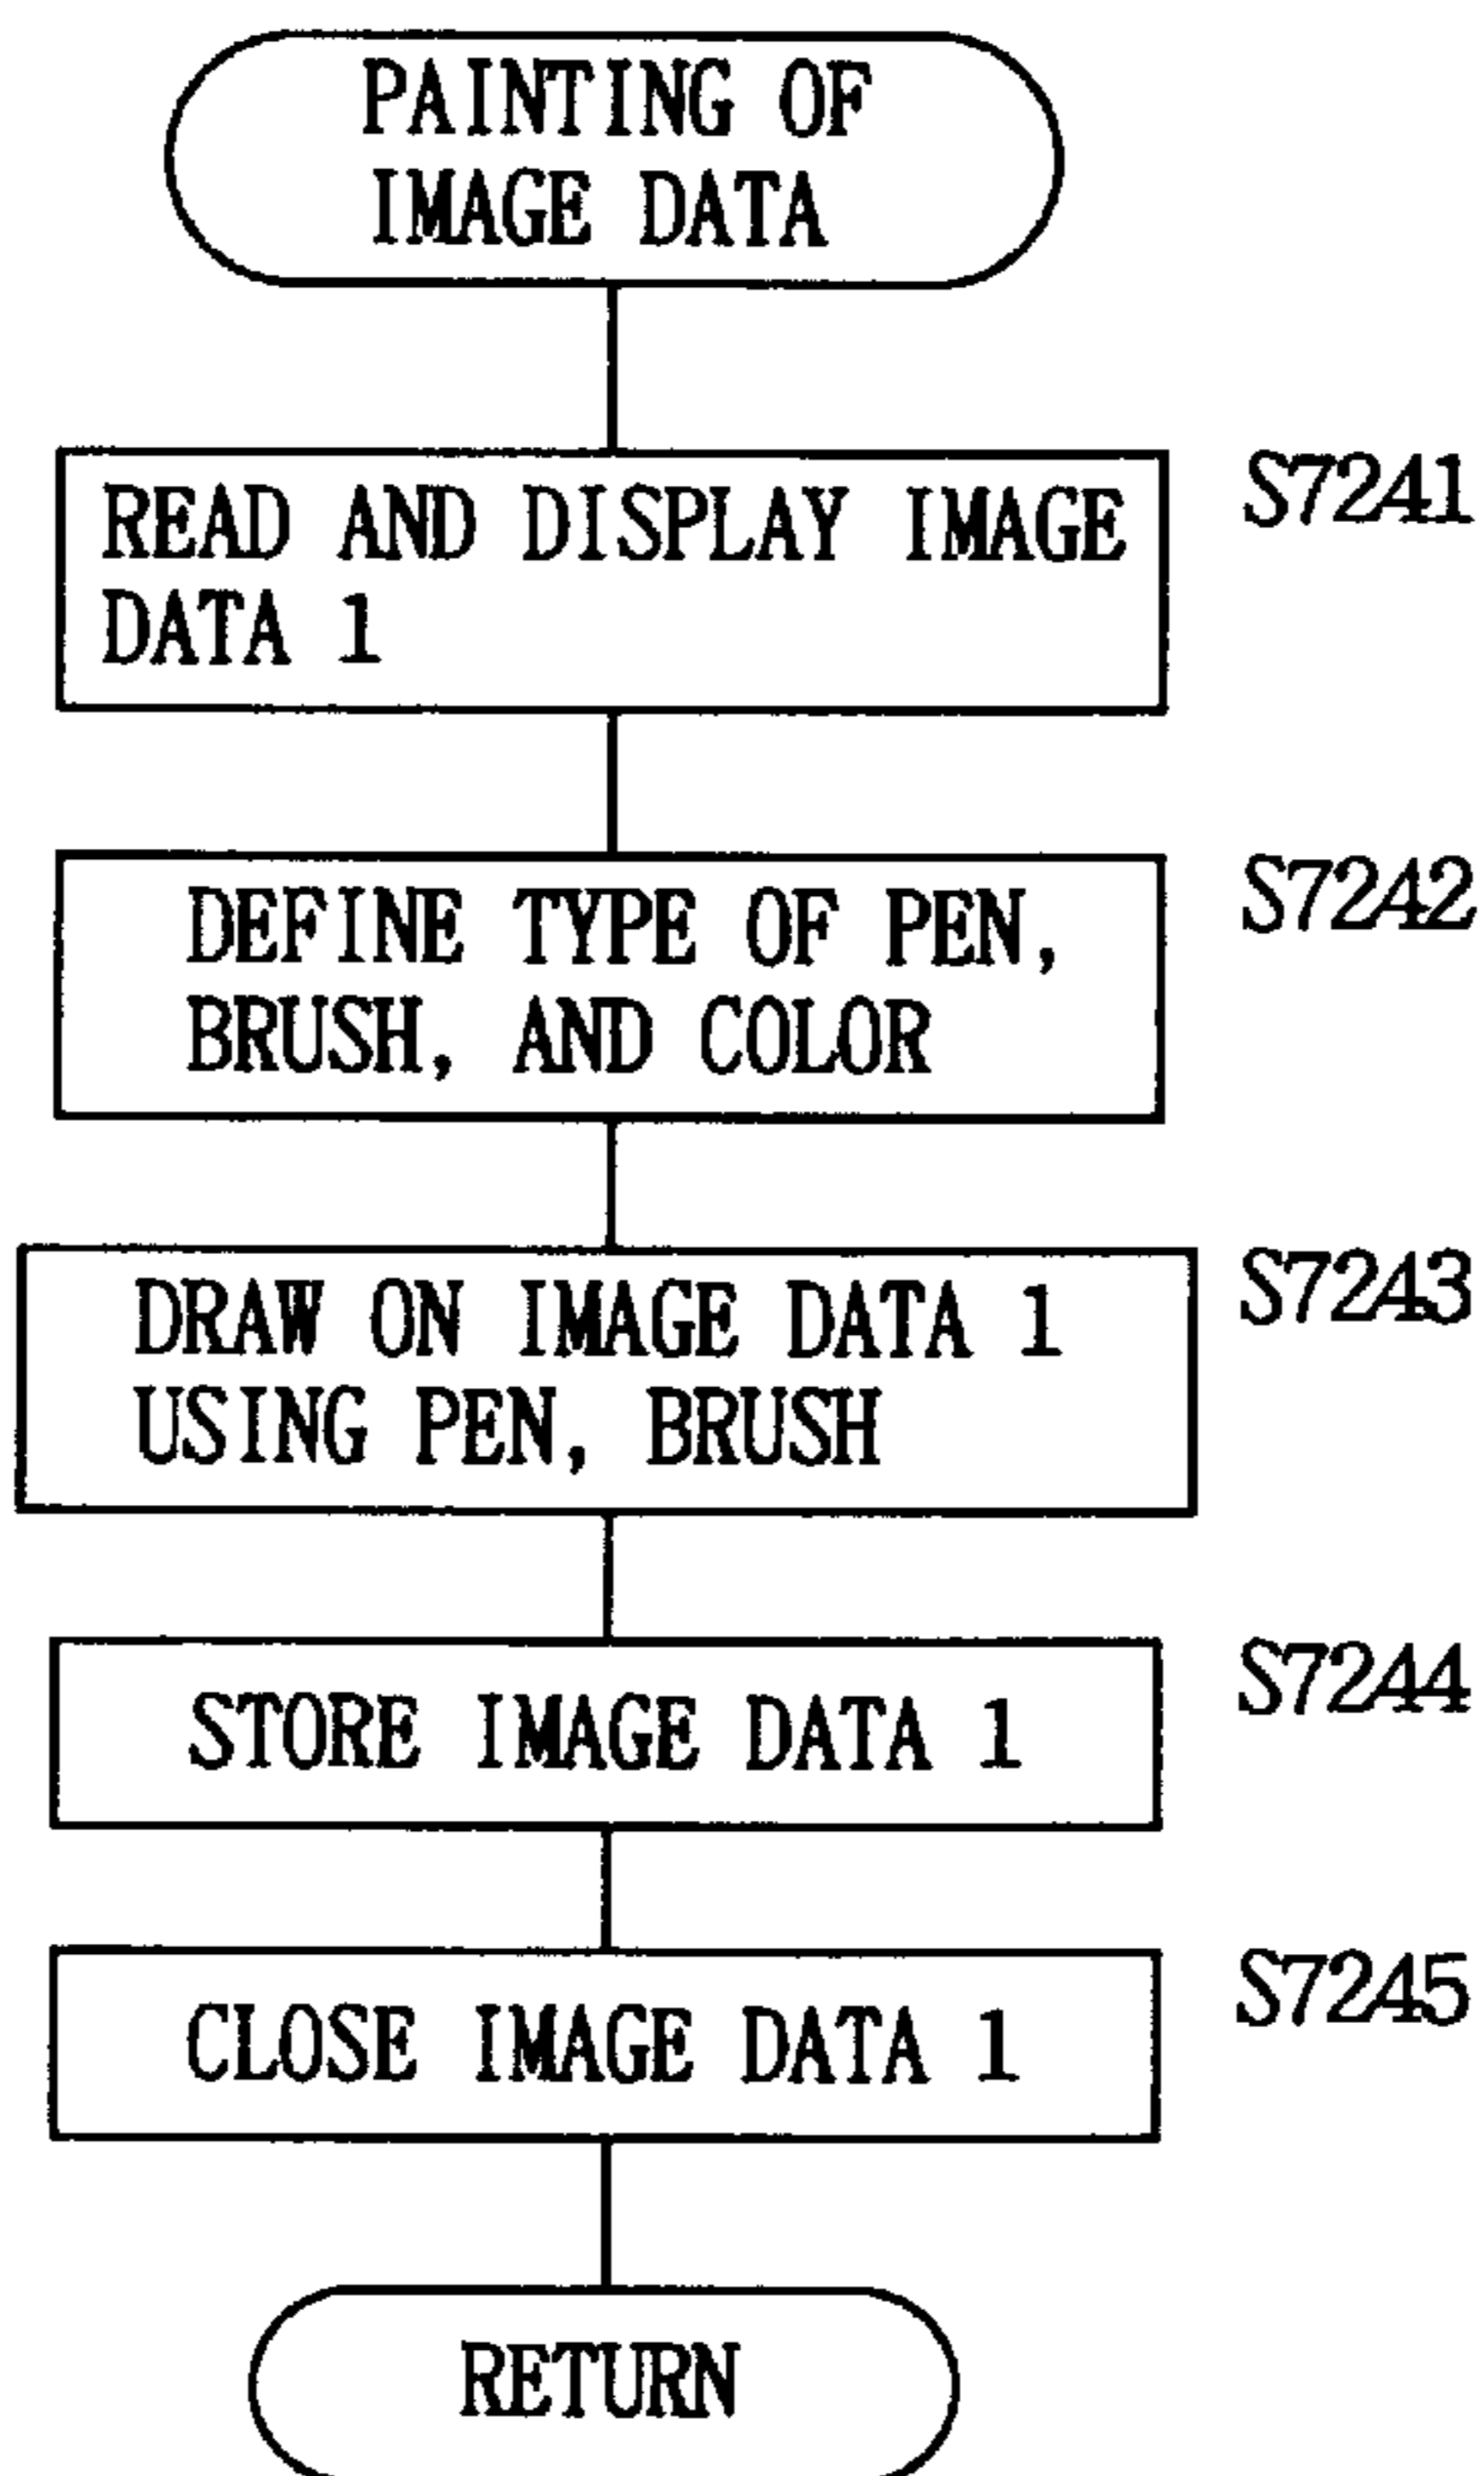 PAINTING OF
IMAGE DATA
READ AND DISPLAY IMAGE
DATA 1
S7241
DEFINE TYPE OF PEN,
BRUSH, AND COLOR
S7242
DRAW ON IMAGE DATA 1
USING PEN, BRUSH
S7243
STORE IMAGE DATA 1
S7244
CLOSE IMAGE DATA 1
S7245
RETURN